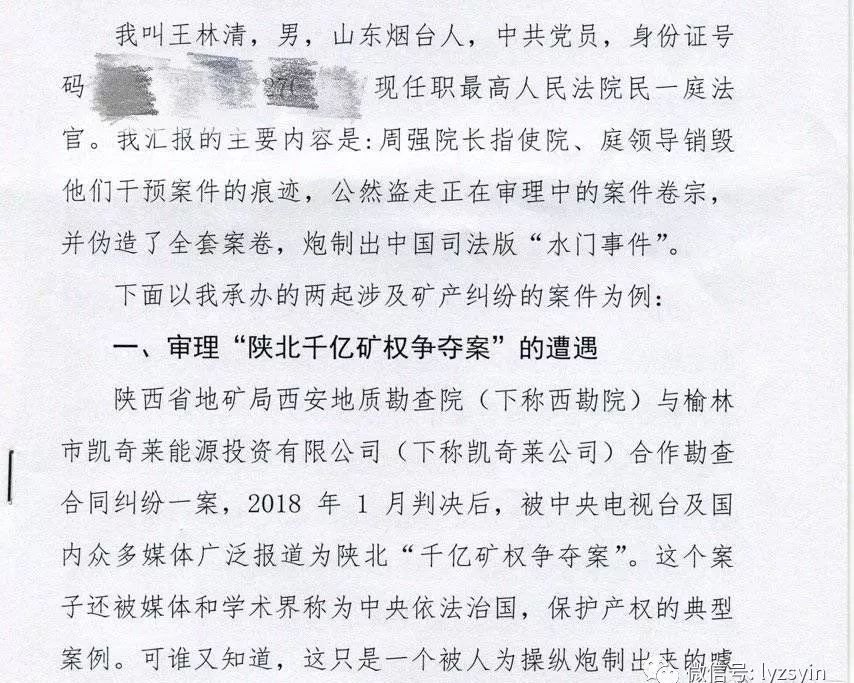 我叫王林清，男，山东烟台人，中共党员，身份证号
码 现任职最高人民法院民一庭法
官。我汇报的主要内容是:周强院长指使院、庭领导销毁
他们干预案件的痕迹，公然盗走正在审理中的案件卷宗，
并伪造了全套案卷，炮制出中国司法版“水门事件”。
下面以我承办的两起涉及矿产纠纷的案件为例：
一、审理“陕北千亿矿权争夺案”的遭遇
陕西省地矿局西安地质勘查院（下称西勘院）与榆林
市凯奇莱能源投资有限公司（下称凯奇莱公司）合作勘查
合同纠纷一案，2018 年 1 月判决后，被中央电视台及国
内众多媒体广泛报道为陕北“千亿矿权争夺案”。这个案
子还被媒体和学术界称为中央依法治国，保护产权的典型
案例。可谁又知道，这只是一个被人为操纵炮制出来的嘘
微信号: lyzsyin